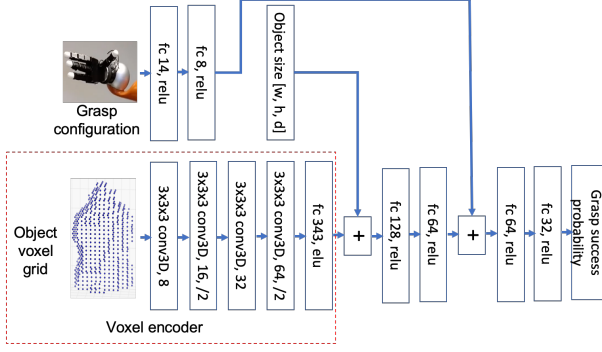 Grasp
configuration
fc 14, relu
fc 8, relu
Object size [w, h, d]
Object
voxel
grid
3x3x3 conv3D, 8
3x3x3 conv3D, 16, /2
3x3x3 conv3D, 32
3x3x3 conv3D, 64, /2
fc 343, elu
Voxel encoder
+
fc 128, relu
fc 64, relu
+
fc 64, relu
fc 32, relu
Grasp success
probability